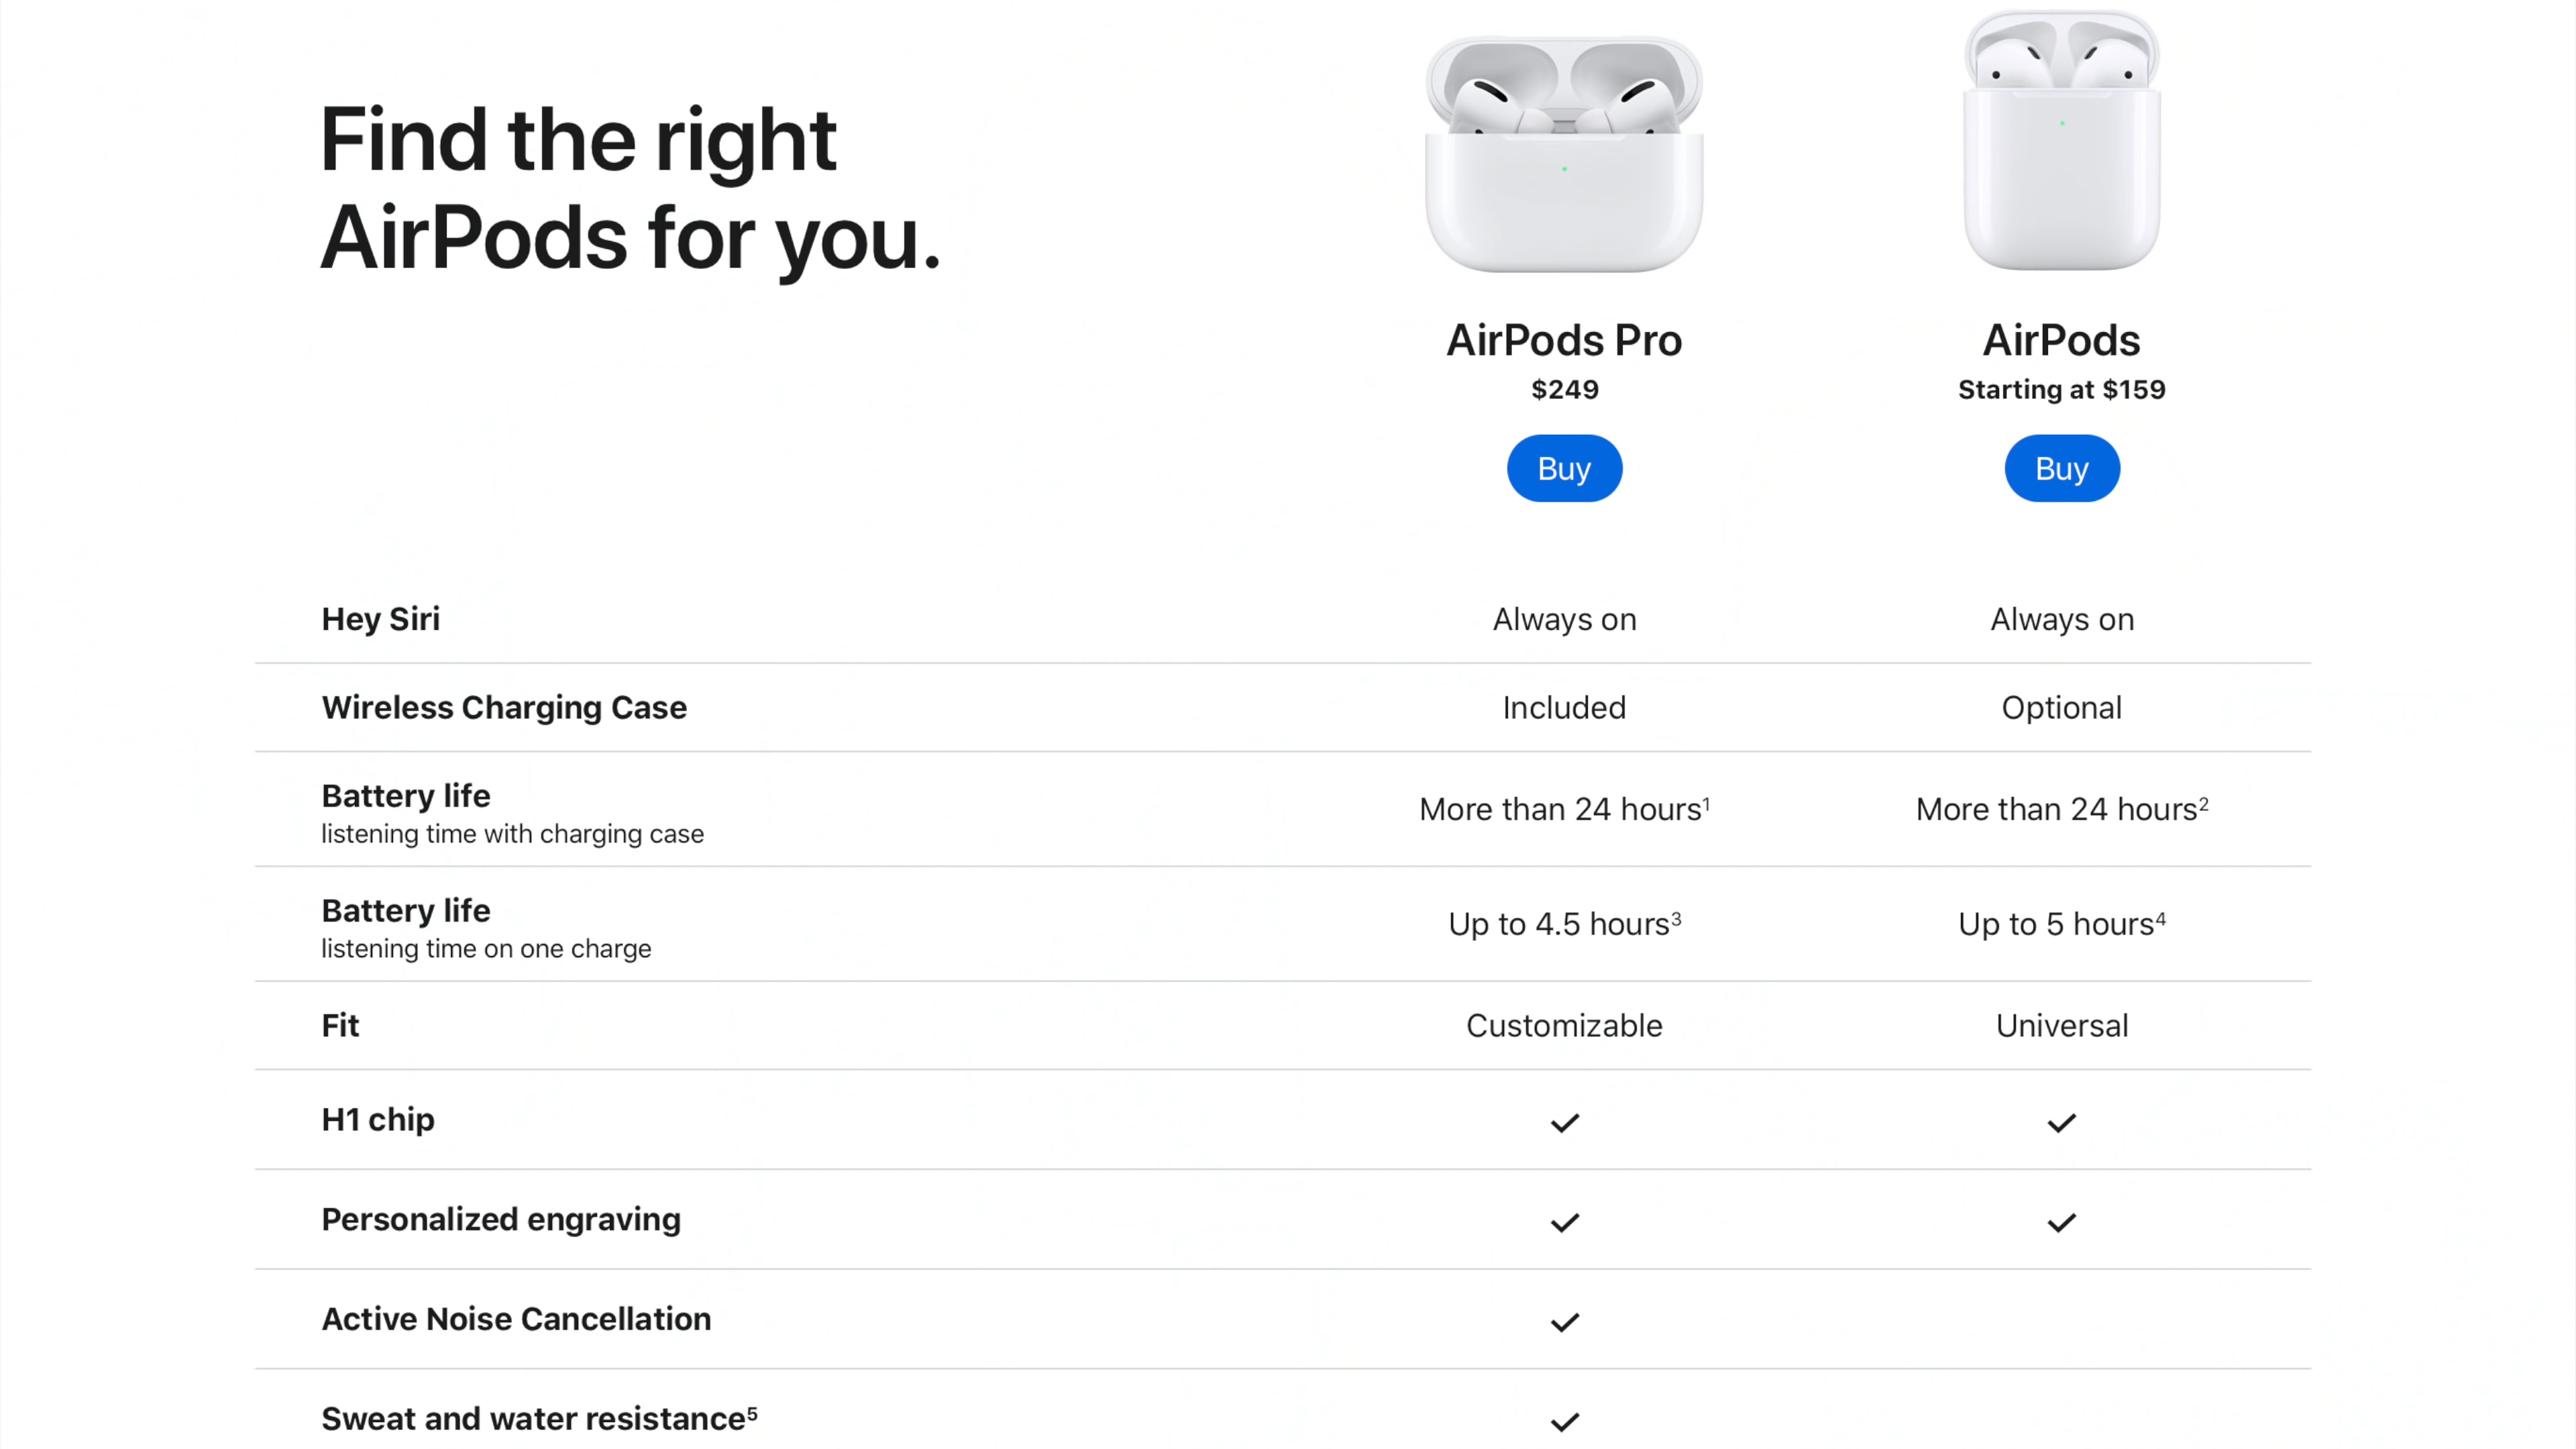 Find the right
AirPods for you.
AirPods Pro
$249
Buy
AirPods
Starting at $159
Buy
Hey Siri Always on Always on
Wireless Charging Case Included Optional
Battery life
listening time with charging case
More than 24 hours¹ More than 24 hours²
Battery life
listening time on one charge
Up to 4.5 hours³ Up to 5 hours⁴
Fit Customizable Universal
H1 chip ✓ ✓
Personalized engraving ✓ ✓
Active Noise Cancellation ✓
Sweat and water resistance⁵ ✓